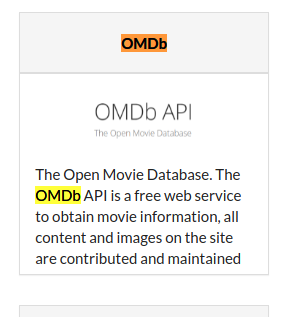 OMDb
OMDb API
The Open Movie Database
The Open Movie Database. The
OMDb API is a free web service
to obtain movie information, all
content and images on the site
are contributed and maintained